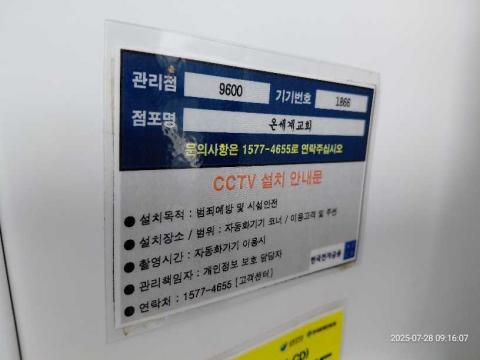 관리점 9600 기기번호 1866
점포명 온세계교회
문의사항은 1577-4655로 연락주십시오
CCTV 설치 안내문
● 설치목적 : 범죄예방 및 시설안전
● 설치장소 / 범위 : 자동화기기 코너 / 이용고객 및 주변
● 촬영시간 : 자동화기기 이용시
● 관리책임자 : 개인정보 보호 담당자
● 연락처 : 1577-4655 [고객센터]
한국전자금융
CD)
2025-07-28 09:16:07